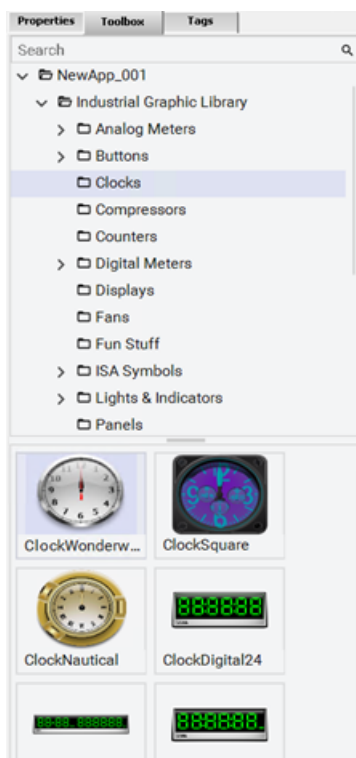 Properties Toolbox Tags
Search
NewApp_001
Industrial Graphic Library
Analog Meters
Buttons
Clocks
Compressors
Counters
Digital Meters
Displays
Fans
Fun Stuff
ISA Symbols
Lights & Indicators
Panels
ClockWonderw... ClockSquare
ClockNautical ClockDigital24